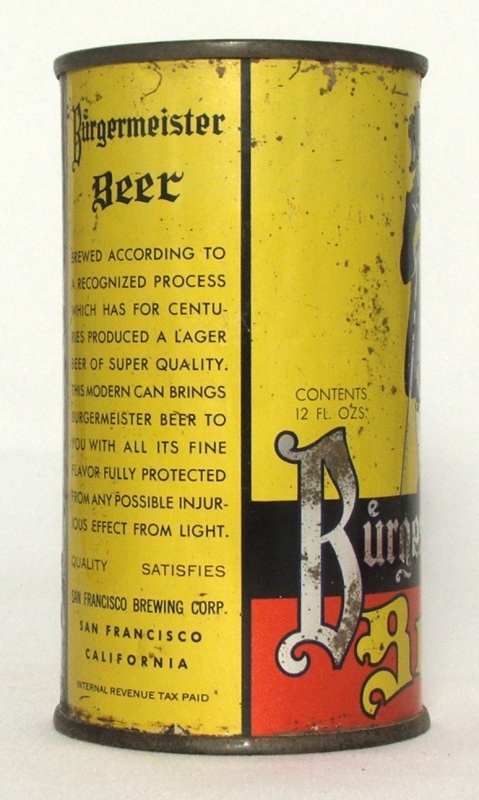 Bürgermeister
Beer
BREWED ACCORDING TO
A RECOGNIZED PROCESS
WHICH HAS FOR CENTU-
RIES PRODUCED A LAGER
BEER OF SUPER QUALITY.
THIS MODERN CAN BRINGS
BURGERMEISTER BEER TO
YOU WITH ALL ITS FINE
FLAVOR FULLY PROTECTED
FROM ANY POSSIBLE INJUR-
IOUS EFFECT FROM LIGHT.
QUALITY SATISFIES
SAN FRANCISCO BREWING CORP.
SAN FRANCISCO
CALIFORNIA
INTERNAL REVENUE TAX PAID
CONTENTS
12 FL. OZS.
Bürge
B